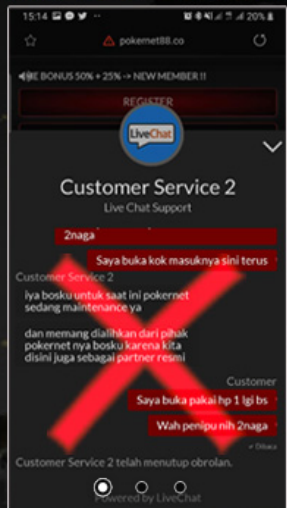 15:14
20%
pokernet88.co
BONUS 50% + 25% -> NEW MEMBER !!
REGISTER
LiveChat
Customer Service 2
Live Chat Support
2naga
Saya buka kok masuknya sini terus
Customer Service 2
iya bosku untuk saat ini pokernet
sedang maintenance ya
dan memang dialihkan dari pihak
pokernet nya bosku karena kita
disini juga sebagai partner resmi
Customer
Saya buka pakai hp 1 lgi bs
Wah penipu nih 2naga
Dibaca
Customer Service 2 telah menutup obrolan.
Powered by LiveChat